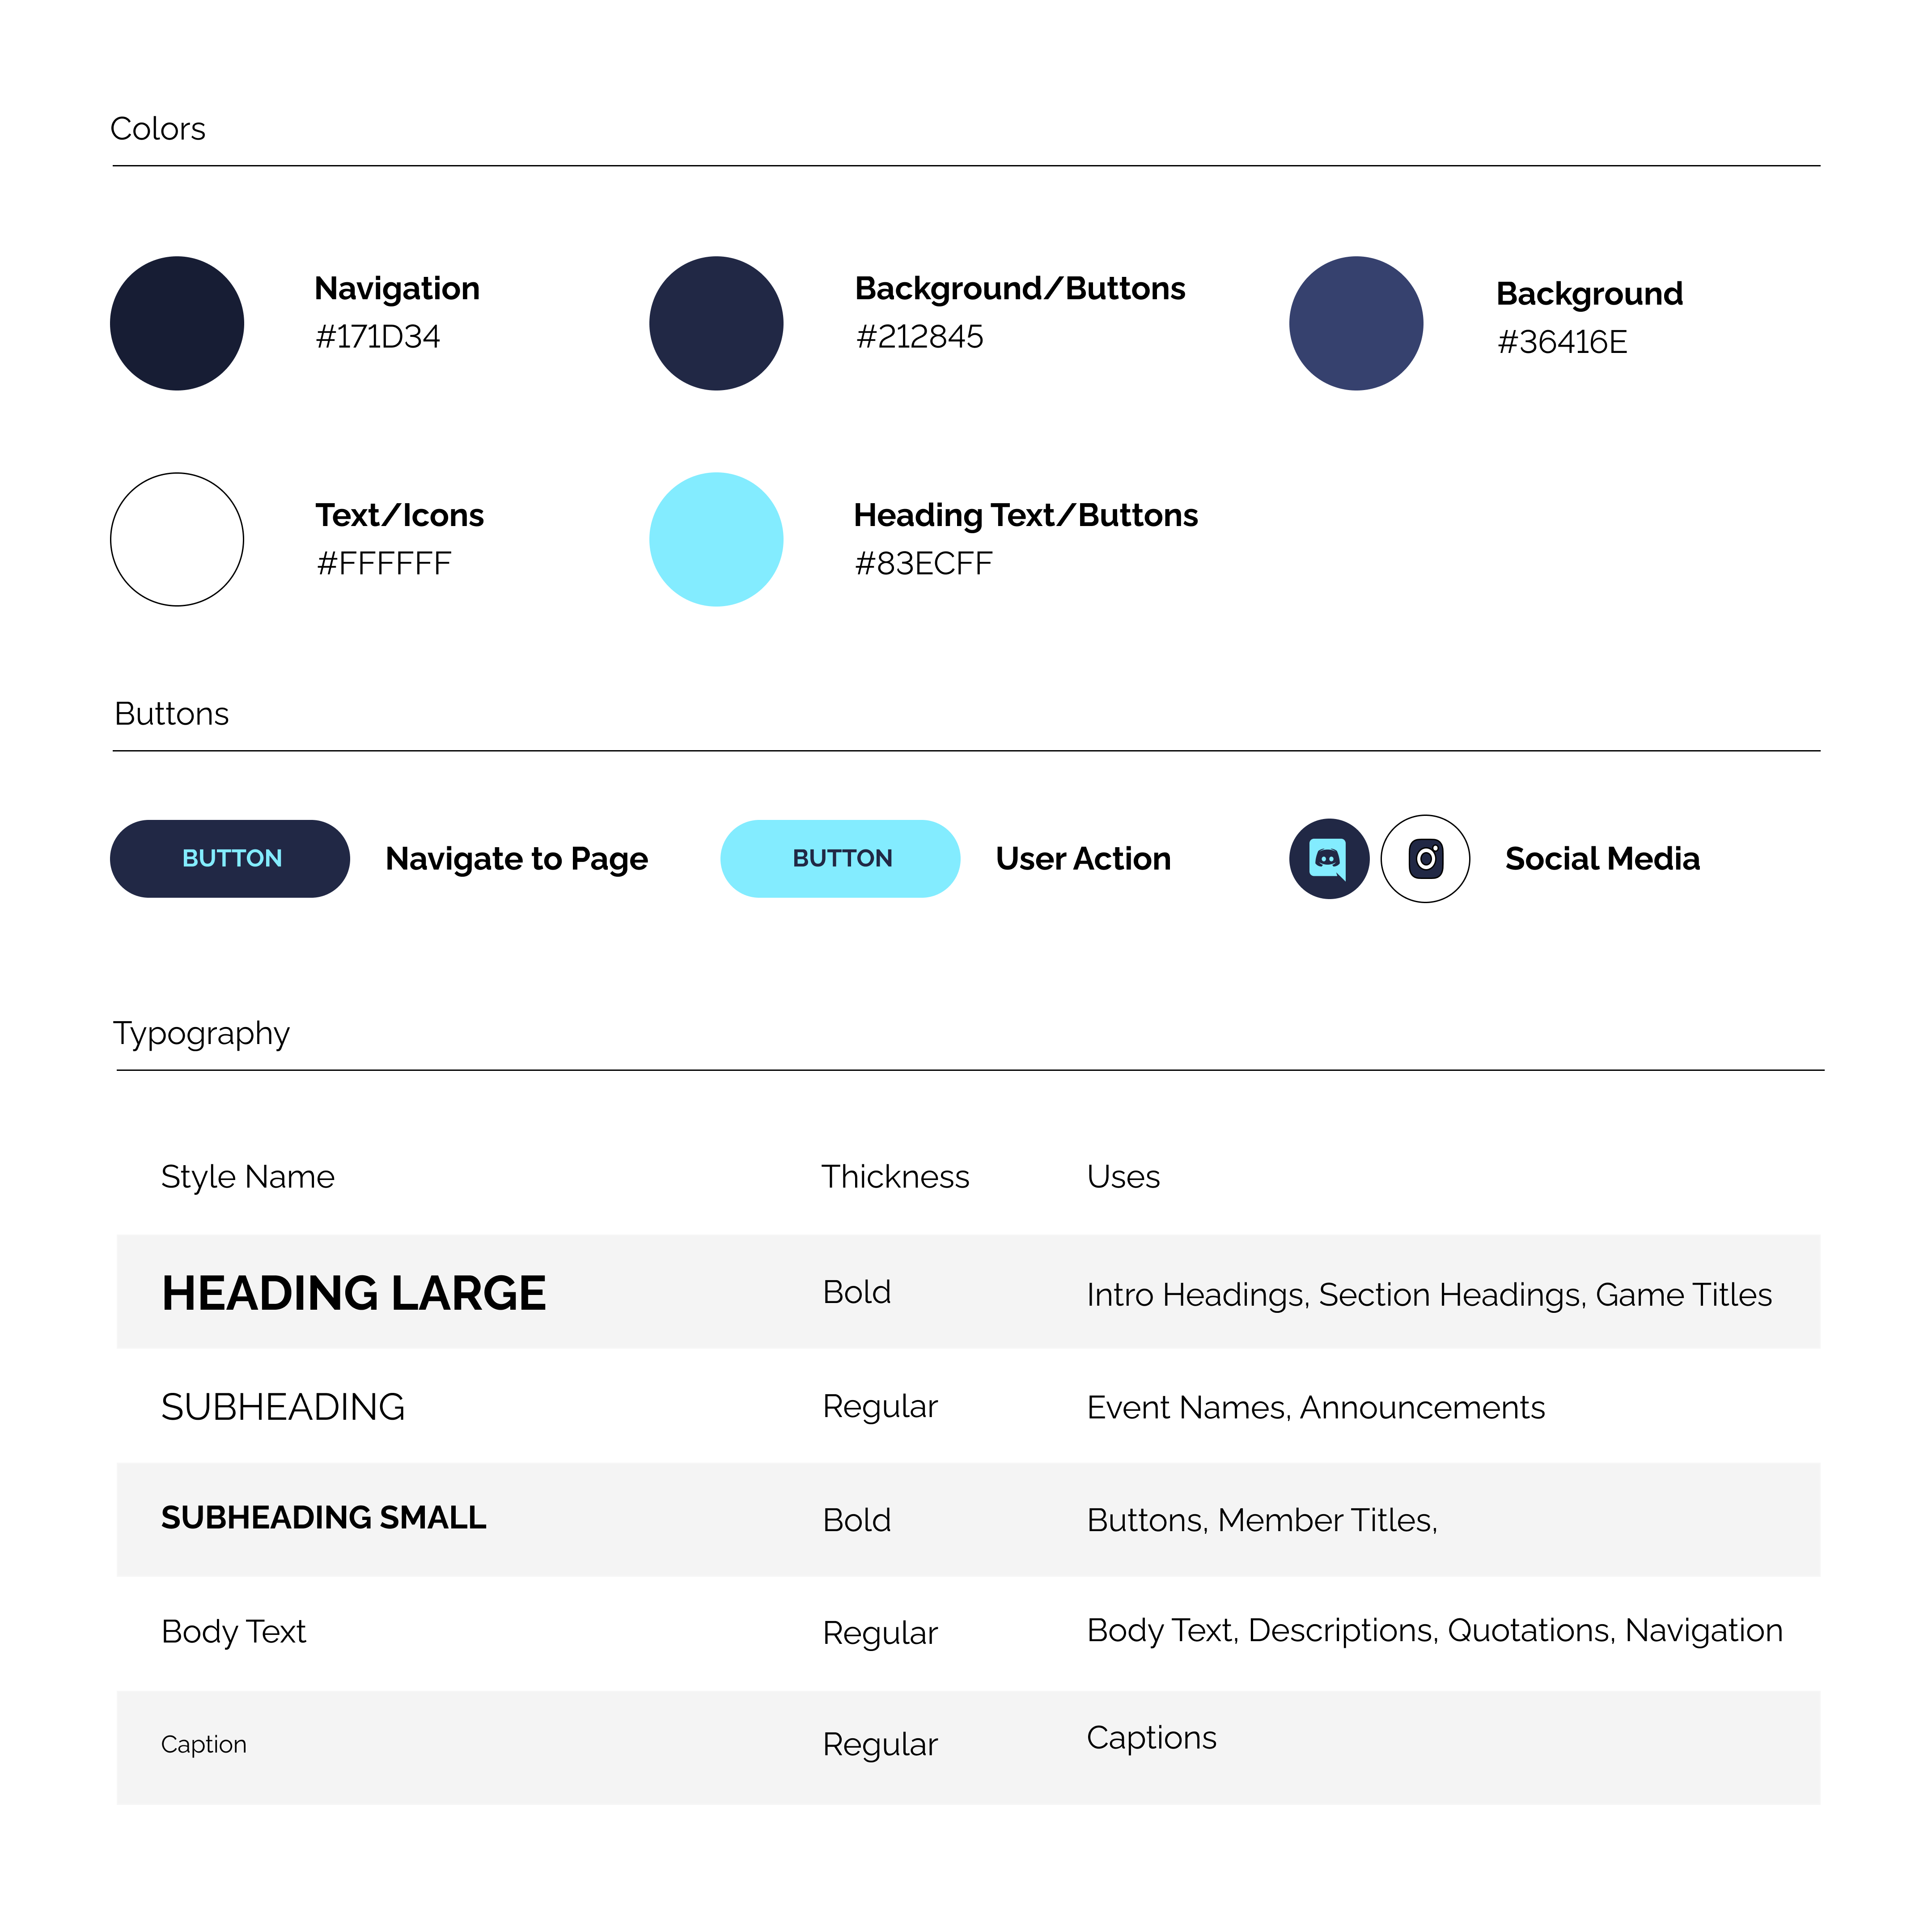 Colors
Navigation
#171D34
Background/Buttons
#212845
Background
#36416E
Text/Icons
#FFFFFF
Heading Text/Buttons
#83ECFF
Buttons
BUTTON
Navigate to Page
BUTTON
User Action
Social Media
Typography
Style Name Thickness Uses
HEADING LARGE Bold Intro Headings, Section Headings, Game Titles
SUBHEADING Regular Event Names, Announcements
SUBHEADING SMALL Bold Buttons, Member Titles,
Body Text Regular Body Text, Descriptions, Quotations, Navigation
Caption Regular Captions